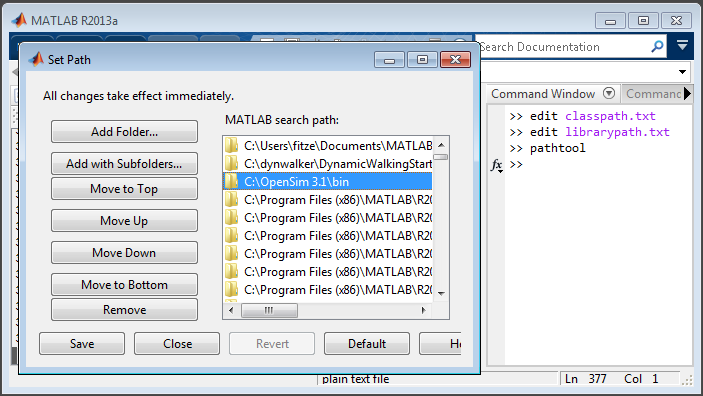 MATLAB R2013a
Search Documentation
Set Path
All changes take effect immediately.
MATLAB search path:
Add Folder...
Add with Subfolders...
Move to Top
Move Up
Move Down
Move to Bottom
Remove
C:\Users\fitze\Documents\MATLAB
C:\dynwalker\DynamicWalkingStart
C:\OpenSim 3.1\bin
C:\Program Files (x86)\MATLAB\R20
C:\Program Files (x86)\MATLAB\R20
C:\Program Files (x86)\MATLAB\R20
C:\Program Files (x86)\MATLAB\R20
C:\Program Files (x86)\MATLAB\R20
C:\Program Files (x86)\MATLAB\R20
Save
Close
Revert
Default
He
Command Window
Command
>> edit classpath.txt
>> edit librarypath.txt
>> pathtool
fx >>
plain text file
Ln 377 Col 1